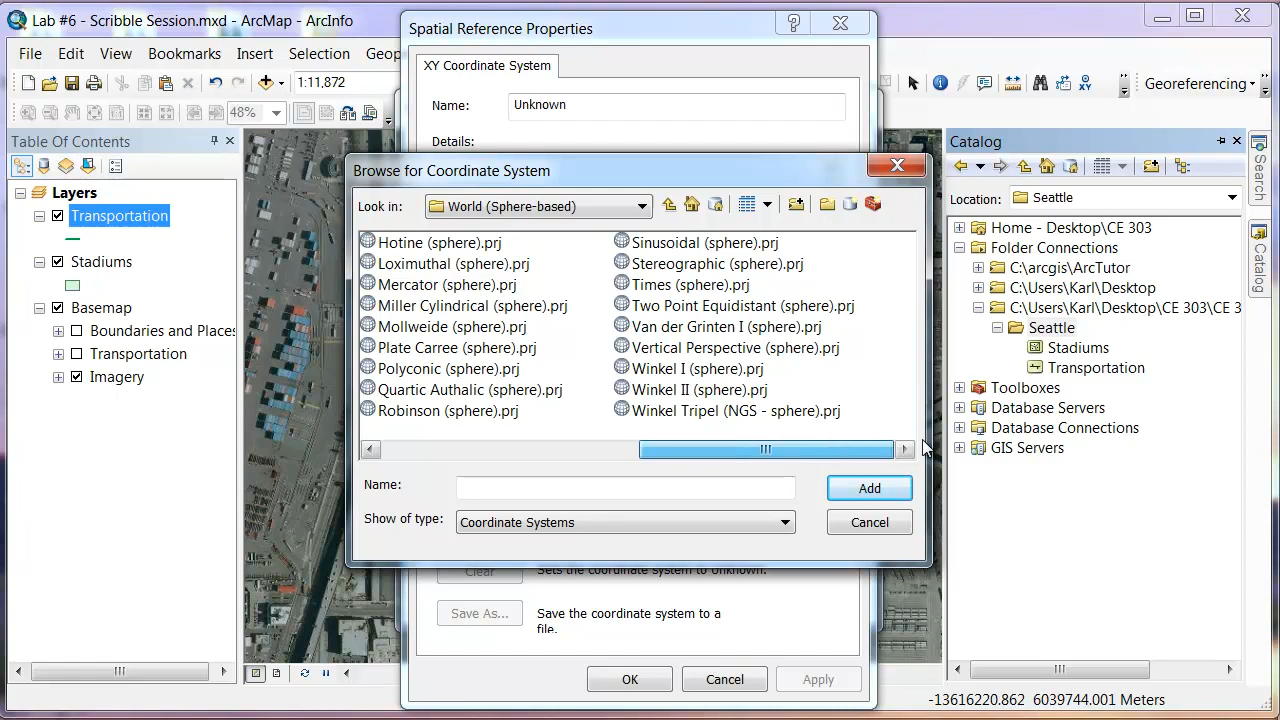 Lab #6 - Scribble Session.mxd - ArcMap - ArcInfo
File Edit View Bookmarks Insert Selection Geop
1:11,872
Georeferencing
48%
Table Of Contents
Layers
Transportation
Stadiums
Basemap
Boundaries and Places
Transportation
Imagery
Spatial Reference Properties
XY Coordinate System
Name: Unknown
Details:
Browse for Coordinate System
Look in: World (Sphere-based)
Hotine (sphere).prj
Loximuthal (sphere).prj
Mercator (sphere).prj
Miller Cylindrical (sphere).prj
Mollweide (sphere).prj
Plate Carree (sphere).prj
Polyconic (sphere).prj
Quartic Authalic (sphere).prj
Robinson (sphere).prj
Sinusoidal (sphere).prj
Stereographic (sphere).prj
Times (sphere).prj
Two Point Equidistant (sphere).prj
Van der Grinten I (sphere).prj
Vertical Perspective (sphere).prj
Winkel I (sphere).prj
Winkel II (sphere).prj
Winkel Tripel (NGS - sphere).prj
Name: Add
Show of type: Coordinate Systems Cancel
Clear Sets the coordinate system to Unknown.
Save As... Save the coordinate system to a
file.
OK Cancel Apply
Catalog
Location: Seattle
Home - Desktop\CE 303
Folder Connections
C:\arcgis\ArcTutor
C:\Users\Karl\Desktop
C:\Users\Karl\Desktop\CE 303\CE 3
Seattle
Stadiums
Transportation
Toolboxes
Database Servers
Database Connections
GIS Servers
Search
Catalog
-13616220.862 6039744.001 Meters